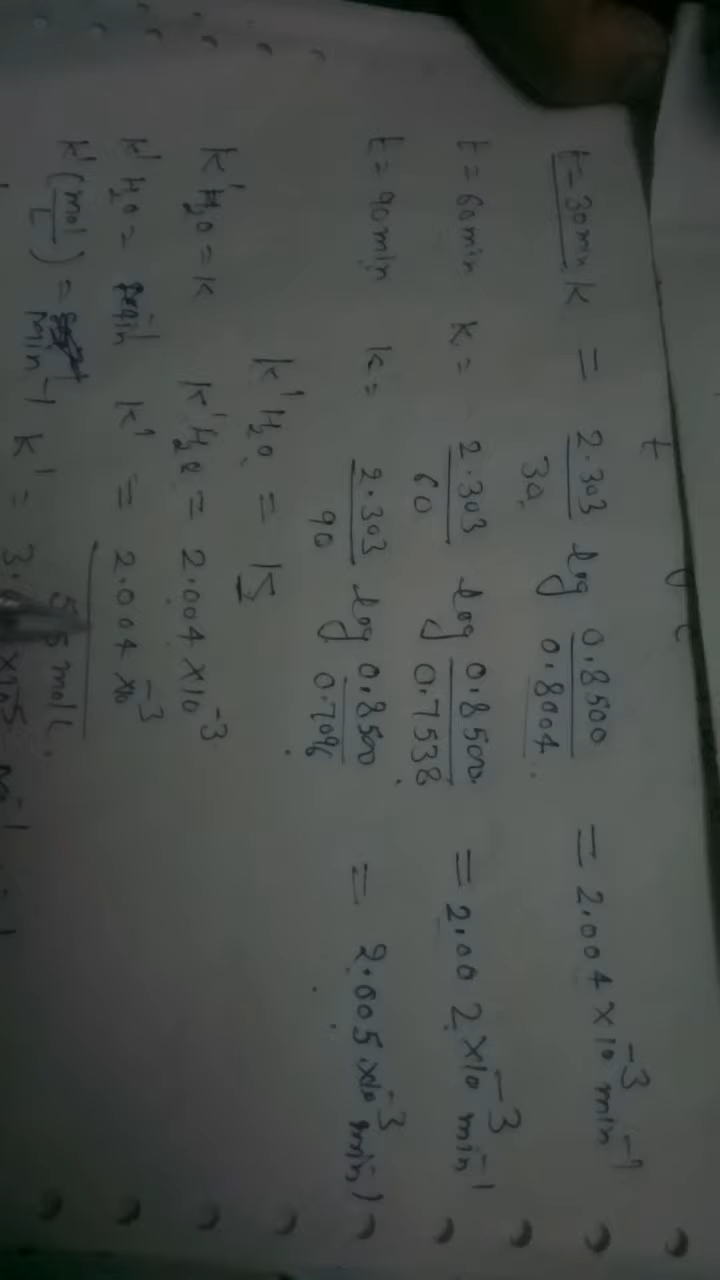 t
t = 30 min K = 2.303/30 log 0.8500/0.8004 = 2.004 × 10⁻³ min⁻¹
t = 60 min K = 2.303/60 log 0.8500/0.7538 = 2.002 × 10⁻³ min⁻¹
t = 90 min K = 2.303/90 log 0.8500/0.7096 = 2.005 × 10⁻³ min⁻¹
K' H₂O =
K' H₂O = K K' H₂O = 2.004 × 10⁻³
K' H₂O = min⁻¹ K' = 2.004 × 10⁻³
K' (mol/L) = min⁻¹ mol L
K' =